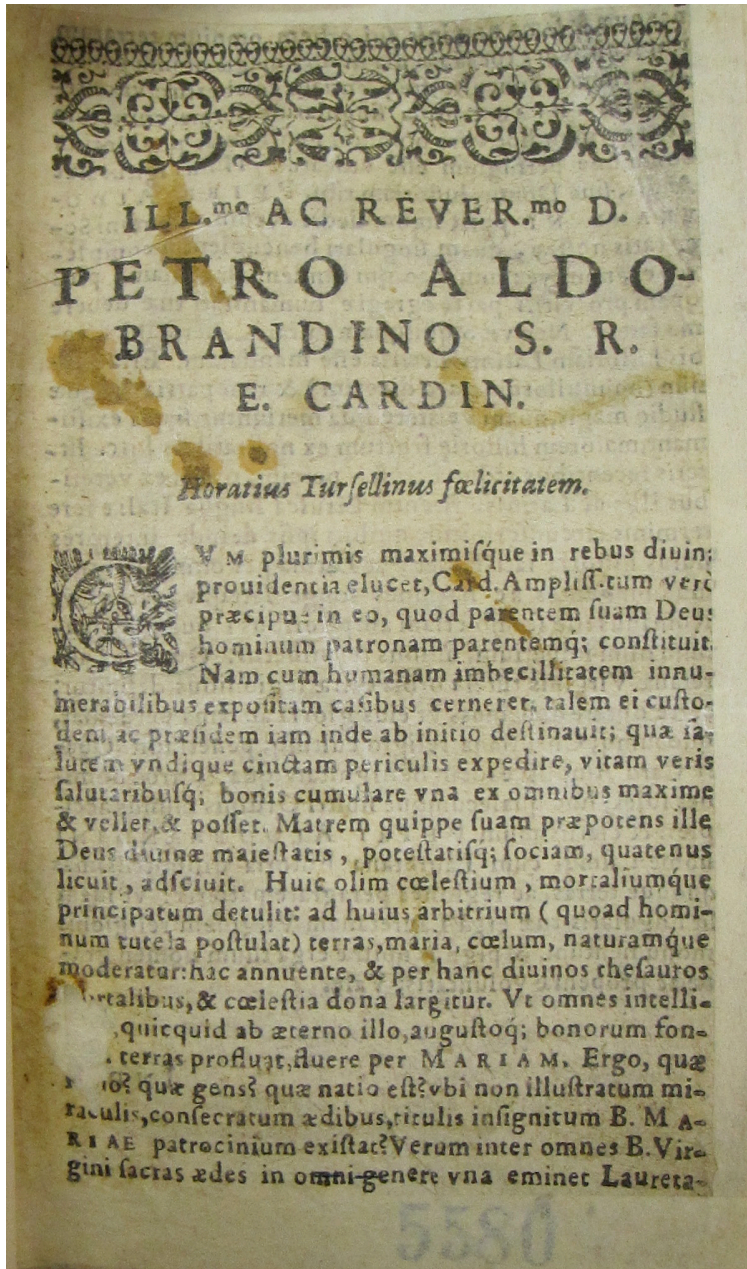 ILL.mo AC REVER.mo D.
PETRO ALDO-
BRANDINO S. R.
E. CARDIN.
Horatius Turſellinus fœlicitatem.
CVM plurimis maximiſque in rebus diuin:
prouidentia elucet, Card. Ampliſſ. tum verò
præcipue in eo, quod parentem ſuam Deus
hominum patronam parentemq́; conſtituit.
Nam cum humanam imbecillitatem innu-
merabilibus expoſitam caſibus cerneret, talem ei cuſto-
dem, ac præſidem iam inde ab initio deſtinauit; quæ ſa-
lutem vndique cinctam periculis expedire, vitam veris
ſalutaribuſq́; bonis cumulare vna ex omnibus maxime
& vellet, & poſſet. Matrem quippe ſuam præpotens ille
Deus diuinæ maieſtatis, poteſtatiſq; ſociam, quatenus
licuit, adſciuit. Huic olim cœleſtium, mortaliumq́ue
principatum detulit: ad huius arbitrium ( quoad homi-
num tutela poſtulat) terras, maria, cœlum, naturamq́ue
moderatur: hac annuente, & per hanc diuinos theſauros
rtalibus, & cœleſtia dona largitur. Vt omnes intelli-
, quicquid ab æterno illo, auguſtoq́; bonorum fon-
terras profluat, fluere per MARIAM. Ergo, quæ
io? quæ gens? quæ natio eſt? vbi non illuſtratum mi-
raculis, conſecratum ædibus, titulis inſignitum B. MA-
RIAE patrocinium exiſtat? Verum inter omnes B. Vir-
gini ſacras ædes in omni genere vna eminet Laureta-
5580